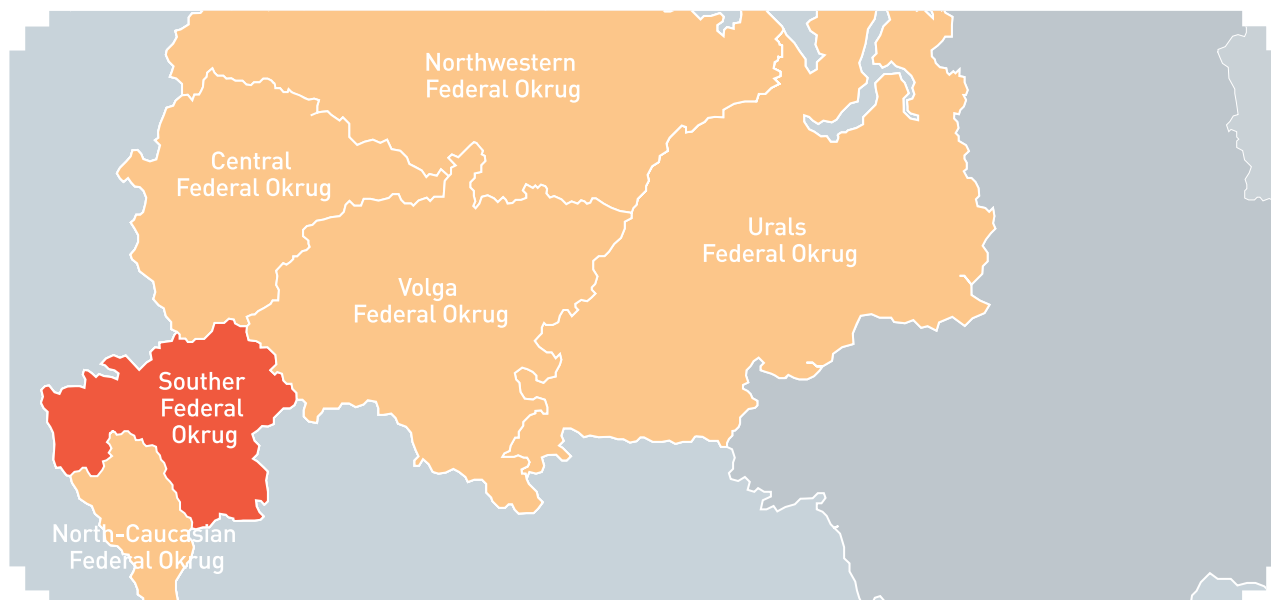 Northwestern
Federal Okrug
Central
Federal Okrug
Urals
Federal Okrug
Volga
Federal Okrug
Souther
Federal
Okrug
North-Caucasian
Federal Okrug